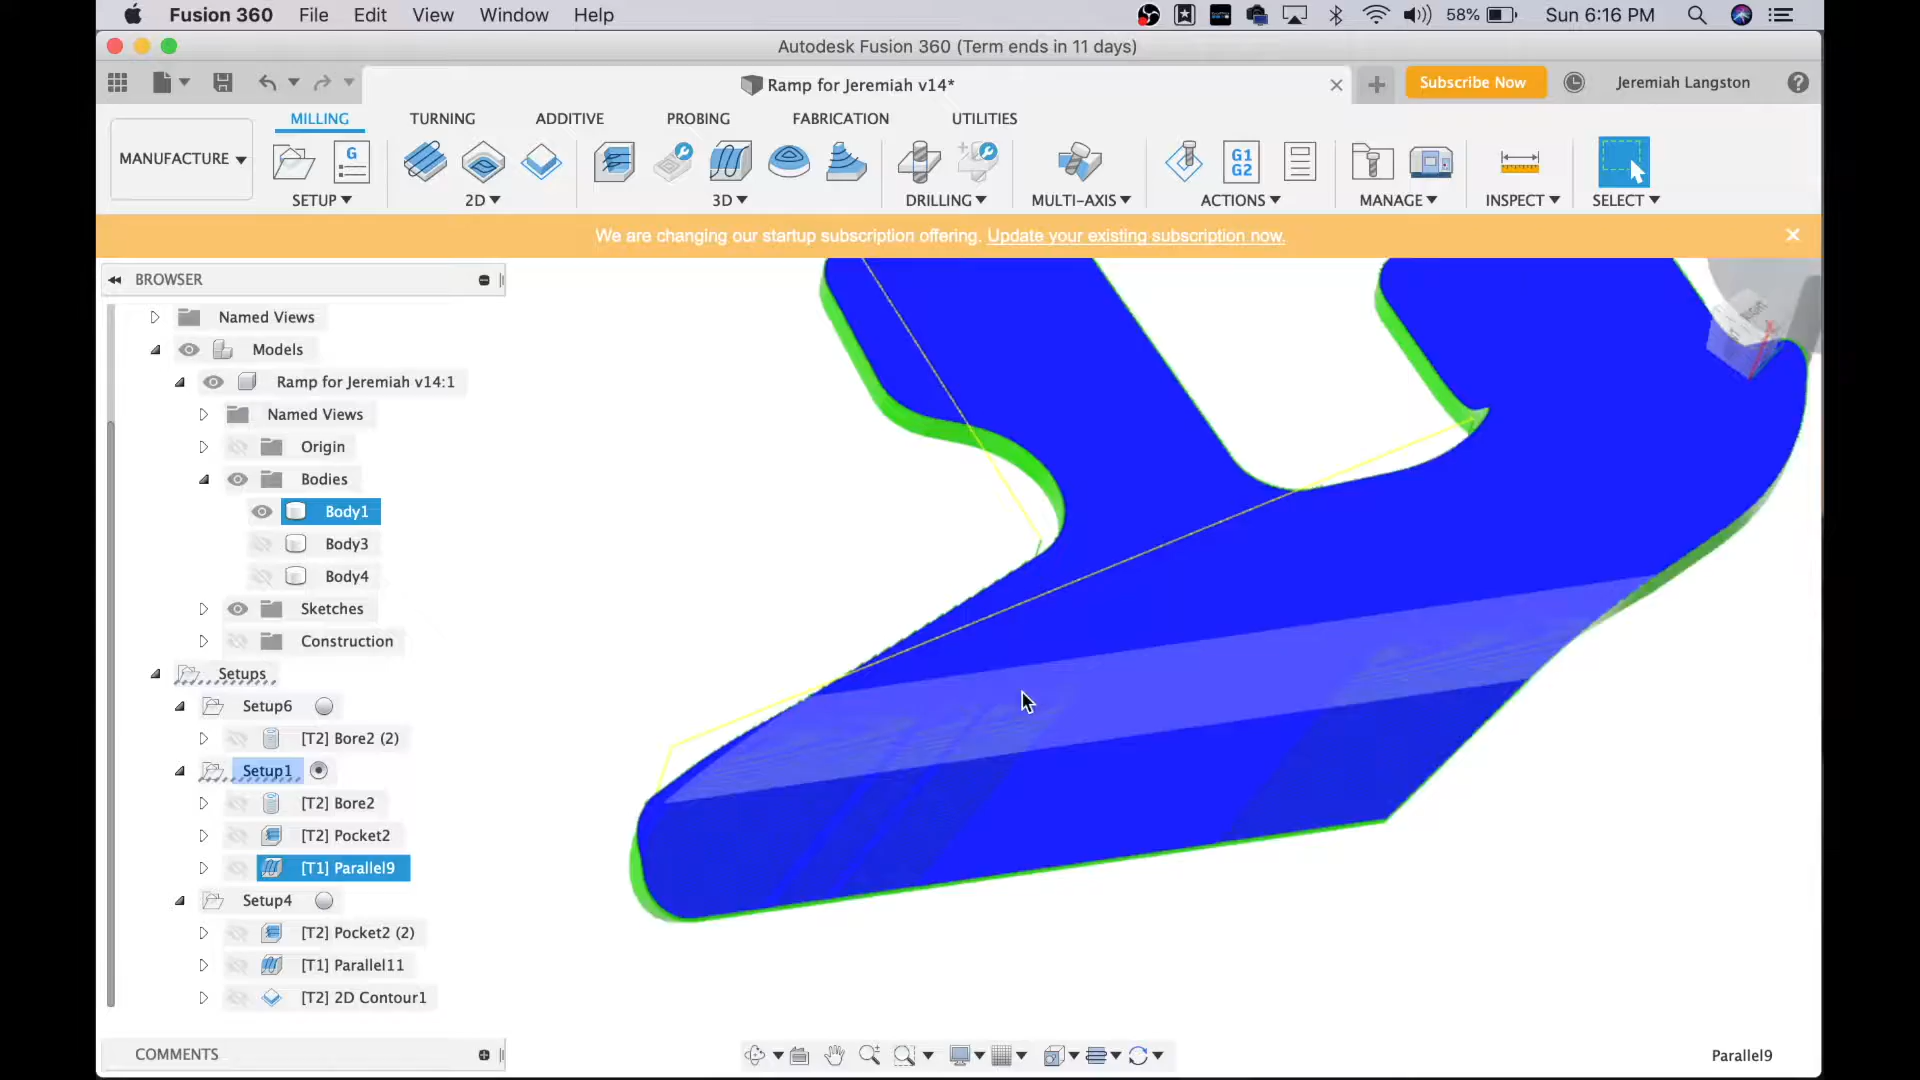 Fusion 360 File Edit View Window Help 58% Sun 6:16 PM
Autodesk Fusion 360 (Term ends in 11 days)
Ramp for Jeremiah v14* Subscribe Now Jeremiah Langston
MILLING TURNING ADDITIVE PROBING FABRICATION UTILITIES
MANUFACTURE G G1 G2
SETUP 2D 3D DRILLING MULTI-AXIS ACTIONS MANAGE INSPECT SELECT
We are changing our startup subscription offering. Update your existing subscription now.
BROWSER
Named Views
Models
Ramp for Jeremiah v14:1
Named Views
Origin
Bodies
Body1
Body3
Body4
Sketches
Construction
Setups
Setup6
[T2] Bore2 (2)
Setup1
[T2] Bore2
[T2] Pocket2
[T1] Parallel9
Setup4
[T2] Pocket2 (2)
[T1] Parallel11
[T2] 2D Contour1
COMMENTS
Parallel9